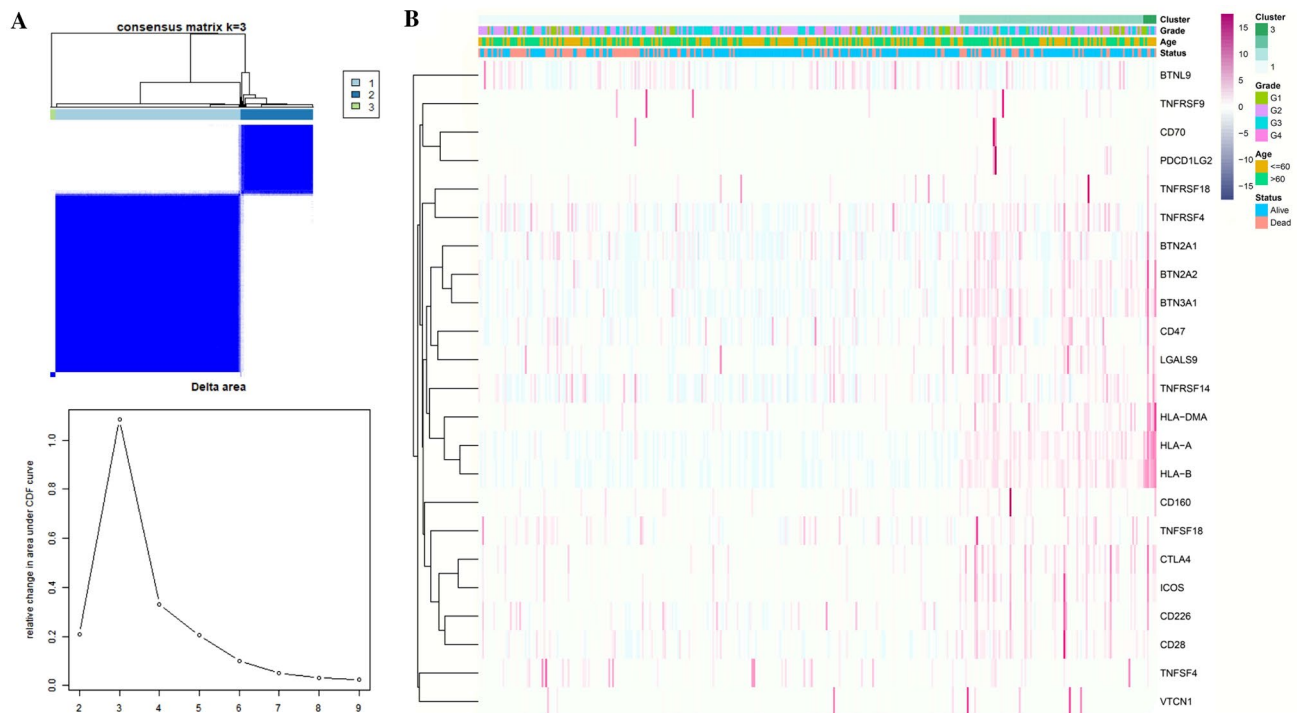 A
consensus matrix k=3
1
2
3
Delta area
relative change in area under CDF curve
1.0
0.8
0.6
0.4
0.2
0.0
2 3 4 5 6 7 8 9
B
Cluster
Grade
Age
Status
BTNL9
TNFRSF9
CD70
PDCD1LG2
TNFRSF18
TNFRSF4
BTN2A1
BTN2A2
BTN3A1
CD47
LGALS9
TNFRSF14
HLA−DMA
HLA−A
HLA−B
CD160
TNFSF18
CTLA4
ICOS
CD226
CD28
TNFSF4
VTCN1
15
10
5
0
−5
−10
−15
Cluster
3
1
Grade
G1
G2
G3
G4
Age
<=60
>60
Status
Alive
Dead